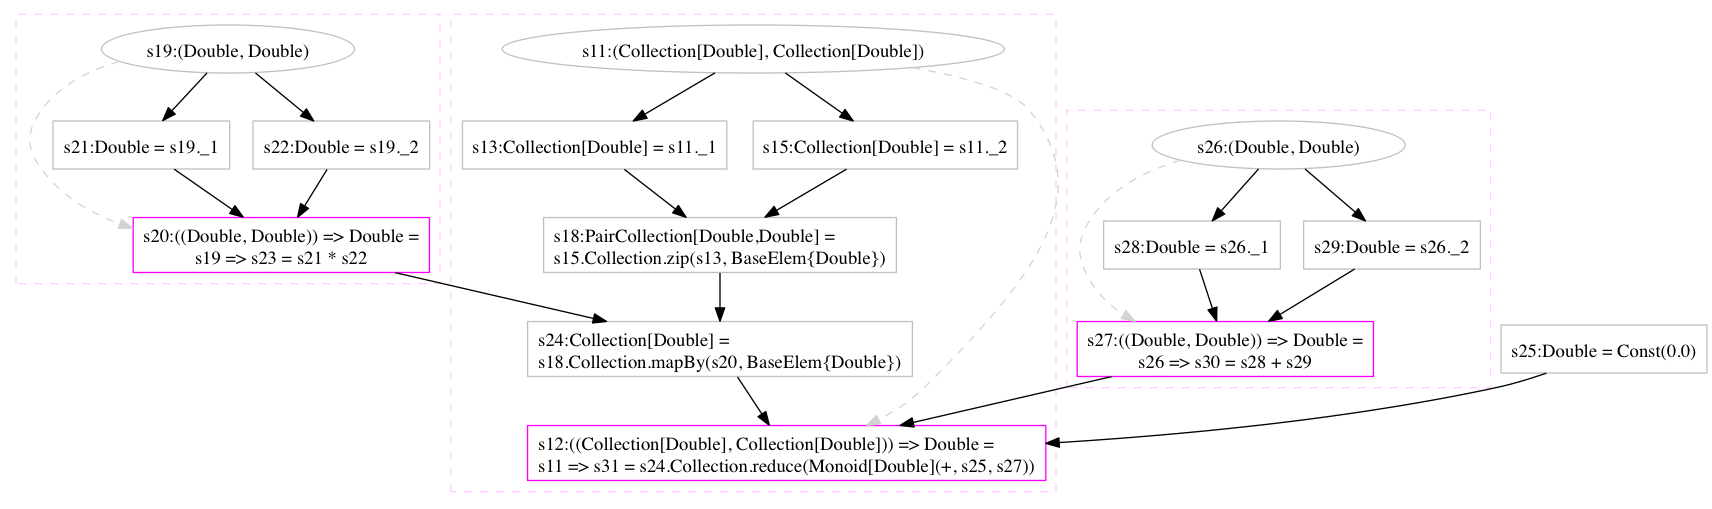 s19:(Double, Double)
s21:Double = s19._1
s22:Double = s19._2
s20:((Double, Double)) => Double =
s19 => s23 = s21 * s22
s11:(Collection[Double], Collection[Double])
s13:Collection[Double] = s11._1
s15:Collection[Double] = s11._2
s18:PairCollection[Double,Double] =
s15.Collection.zip(s13, BaseElem{Double})
s24:Collection[Double] =
s18.Collection.mapBy(s20, BaseElem{Double})
s12:((Collection[Double], Collection[Double])) => Double =
s11 => s31 = s24.Collection.reduce(Monoid[Double](+, s25, s27))
s26:(Double, Double)
s28:Double = s26._1
s29:Double = s26._2
s27:((Double, Double)) => Double =
s26 => s30 = s28 + s29
s25:Double = Const(0.0)